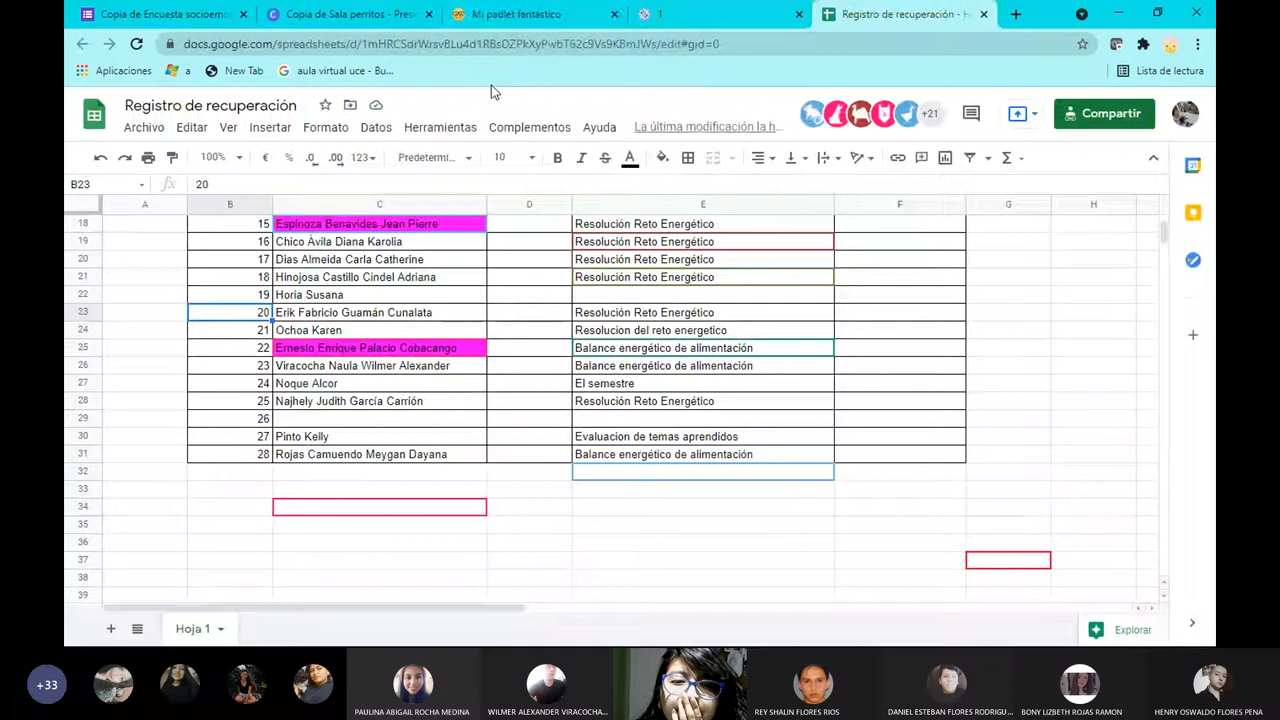 Copia de Encuesta socioemo
Copia de Sala perritos - Prese
Mi padlet fantástico
1
Registro de recuperación - H
docs.google.com/spreadsheets/d/1mHRCSdrWrsv8Lu4d1RBsDZPkXyPwbT62c9Vs9KBmJWs/edit#gid=0
Aplicaciones
a
New Tab
aula virtual uce - Bu...
Lista de lectura
Registro de recuperación
+21
Compartir
Archivo
Editar
Ver
Insertar
Formato
Datos
Herramientas
Complementos
Ayuda
La última modificación la h...
100%
€
%
.0
.00
123
Predetermi...
10
B
I
S
A
B23
fx
20
A B C D E F G H
18 15 Espinoza Benavides Jean Pierre Resolución Reto Energético
19 16 Chico Àvila Diana Karolia Resolución Reto Energético
20 17 Dias Almeida Carla Catherine Resolución Reto Energético
21 18 Hinojosa Castillo Cindel Adriana Resolución Reto Energético
22 19 Horia Susana
23 20 Erik Fabricio Guamán Cunalata Resolución Reto Energético
24 21 Ochoa Karen Resolucion del reto energetico
25 22 Ernesto Enrique Palacio Cobacango Balance energético de alimentación
26 23 Viracocha Naula Wilmer Alexander Balance energético de alimentación
27 24 Noque Alcor El semestre
28 25 Najhely Judith García Carrión Resolución Reto Energético
29 26
30 27 Pinto Kelly Evaluacion de temas aprendidos
31 28 Rojas Camuendo Meygan Dayana Balance energético de alimentación
32
33
34
35
36
37
38
39
Hoja 1
Explorar
+33
PAULINA ABIGAIL ROCHA MEDINA
WILMER ALEXANDER VIRACOCHA...
REY SHALIN FLORES RIOS
DANIEL ESTEBAN FLORES RODRIGU...
BONY LIZBETH ROJAS RAMON
HENRY OSWALDO FLORES PENA